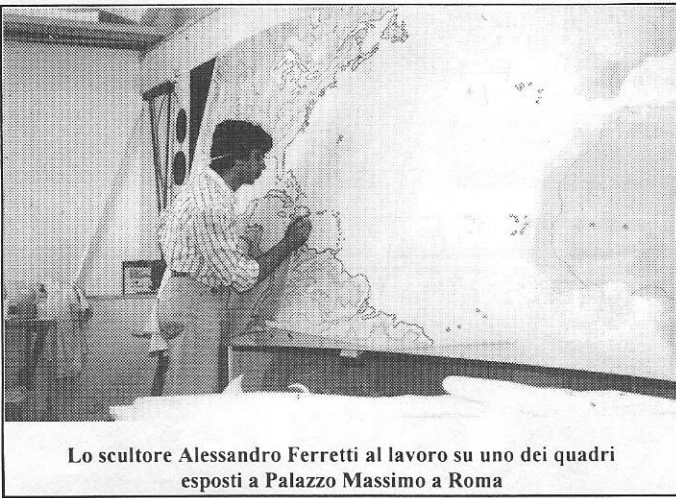 Lo scultore Alessandro Ferretti al lavoro su uno dei quadri
esposti a Palazzo Massimo a Roma